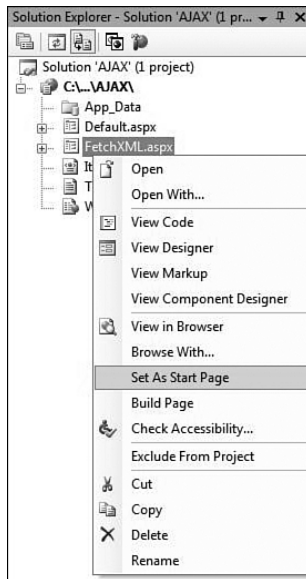 Solution Explorer - Solution 'AJAX' (1 pr...
Solution 'AJAX' (1 project)
C:\...\AJAX\
App_Data
Default.aspx
FetchXML.aspx
It
T
W
Open
Open With...
View Code
View Designer
View Markup
View Component Designer
View in Browser
Browse With...
Set As Start Page
Build Page
Check Accessibility...
Exclude From Project
Cut
Copy
Delete
Rename